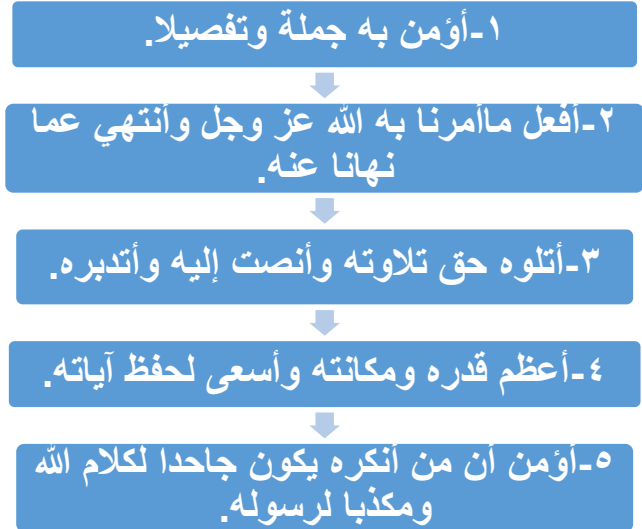 ١-أؤمن به جملة وتفصيلا.
٢-أفعل ماأمرنا به الله عز وجل وأنتهي عما
نهانا عنه.
٣-أتلوه حق تلاوته وأنصت إليه وأتدبره.
٤-أعظم قدره ومكانته وأسعى لحفظ آياته.
٥-أؤمن أن من أنكره يكون جاحدا لكلام الله
ومكذبا لرسوله.